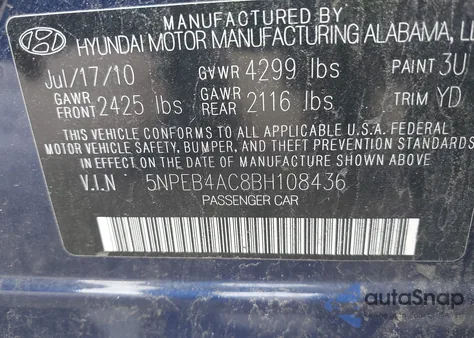 MANUFACTURED BY
HYUNDAI MOTOR MANUFACTURING ALABAMA, LL
Jul/17/10 GVWR 4299 lbs PAINT 3U
GAWR FRONT 2425 lbs GAWR REAR 2116 lbs TRIM YD
THIS VEHICLE CONFORMS TO ALL APPLICABLE U.S.A. FEDERAL
MOTOR VEHICLE SAFETY, BUMPER, AND THEFT PREVENTION STANDARDS
IN EFFECT ON THE DATE OF MANUFACTURE SHOWN ABOVE.
V.I.N 5NPEB4AC8BH108436
PASSENGER CAR
autoSnap